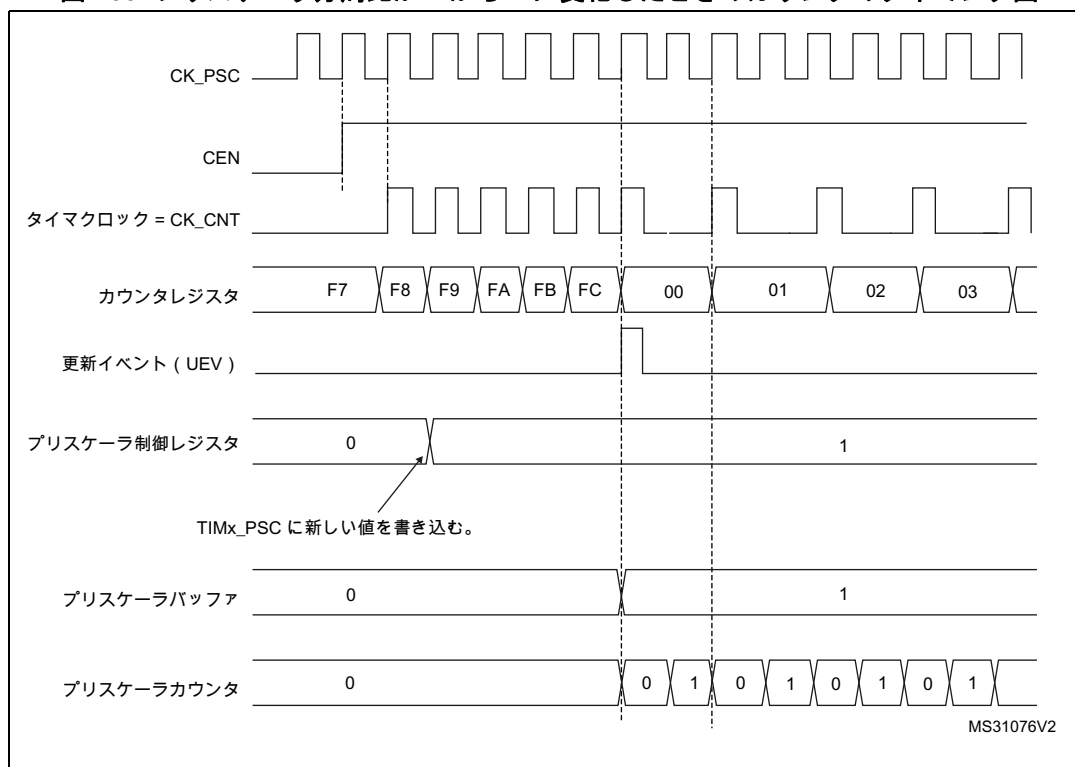 CK_PSC
CEN
タイマクロック = CK_CNT
カウンタレジスタ
F7 F8 F9 FA FB FC 00 01 02 03
更新イベント ( UEV )
プリスケーラ制御レジスタ
0 1
TIMx_PSC に新しい値を書き込む。
プリスケーラバッファ
0 1
プリスケーラカウンタ
0 0 1 0 1 0 1 0 1
MS31076V2